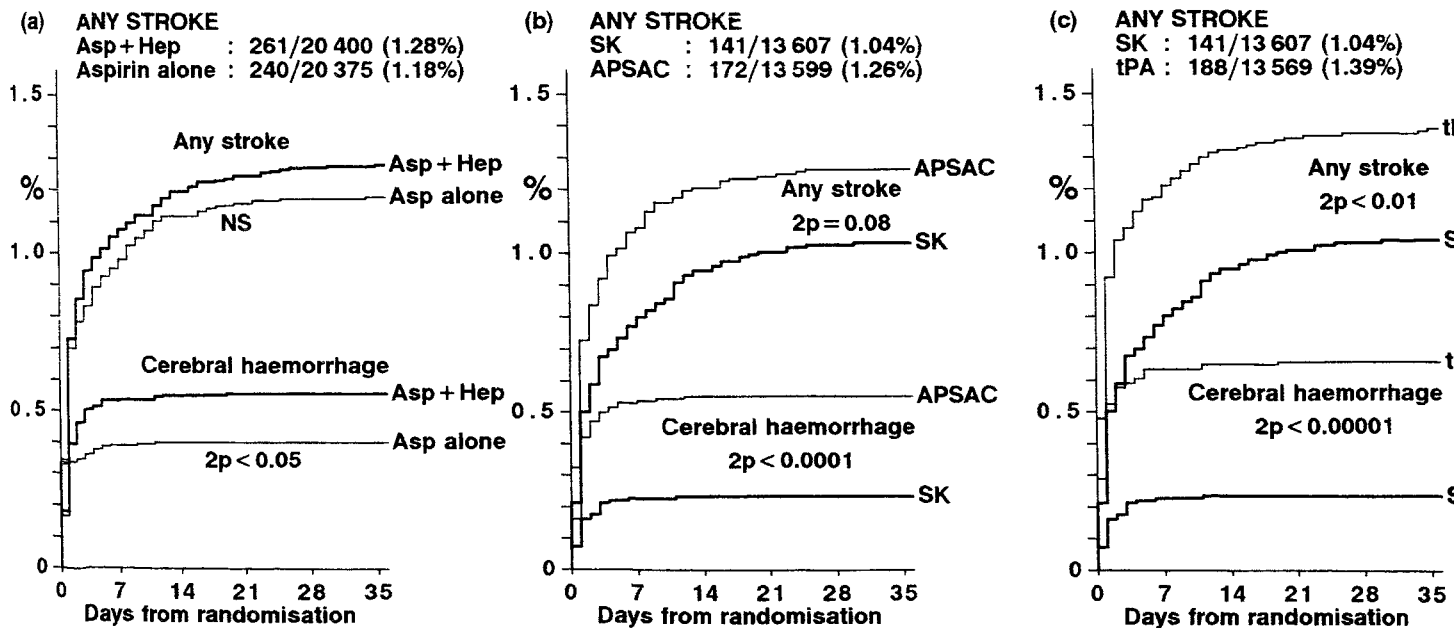 (a) ANY STROKE
Asp+Hep : 261/20 400 (1.28%)
Aspirin alone : 240/20 375 (1.18%)
1.5
1.0
0.5
0
%
Any stroke
Asp+Hep
Asp alone
NS
Cerebral haemorrhage
Asp+Hep
Asp alone
2p<0.05
0 7 14 21 28 35
Days from randomisation
(b) ANY STROKE
SK : 141/13 607 (1.04%)
APSAC : 172/13 599 (1.26%)
1.5
1.0
0.5
0
%
APSAC
Any stroke
2p=0.08
SK
APSAC
Cerebral haemorrhage
2p<0.0001
SK
0 7 14 21 28 35
Days from randomisation
(c) ANY STROKE
SK : 141/13 607 (1.04%)
tPA : 188/13 569 (1.39%)
1.5
1.0
0.5
0
%
Any stroke
2p<0.01
Cerebral haemorrhage
2p<0.00001
0 7 14 21 28 35
Days from randomisation